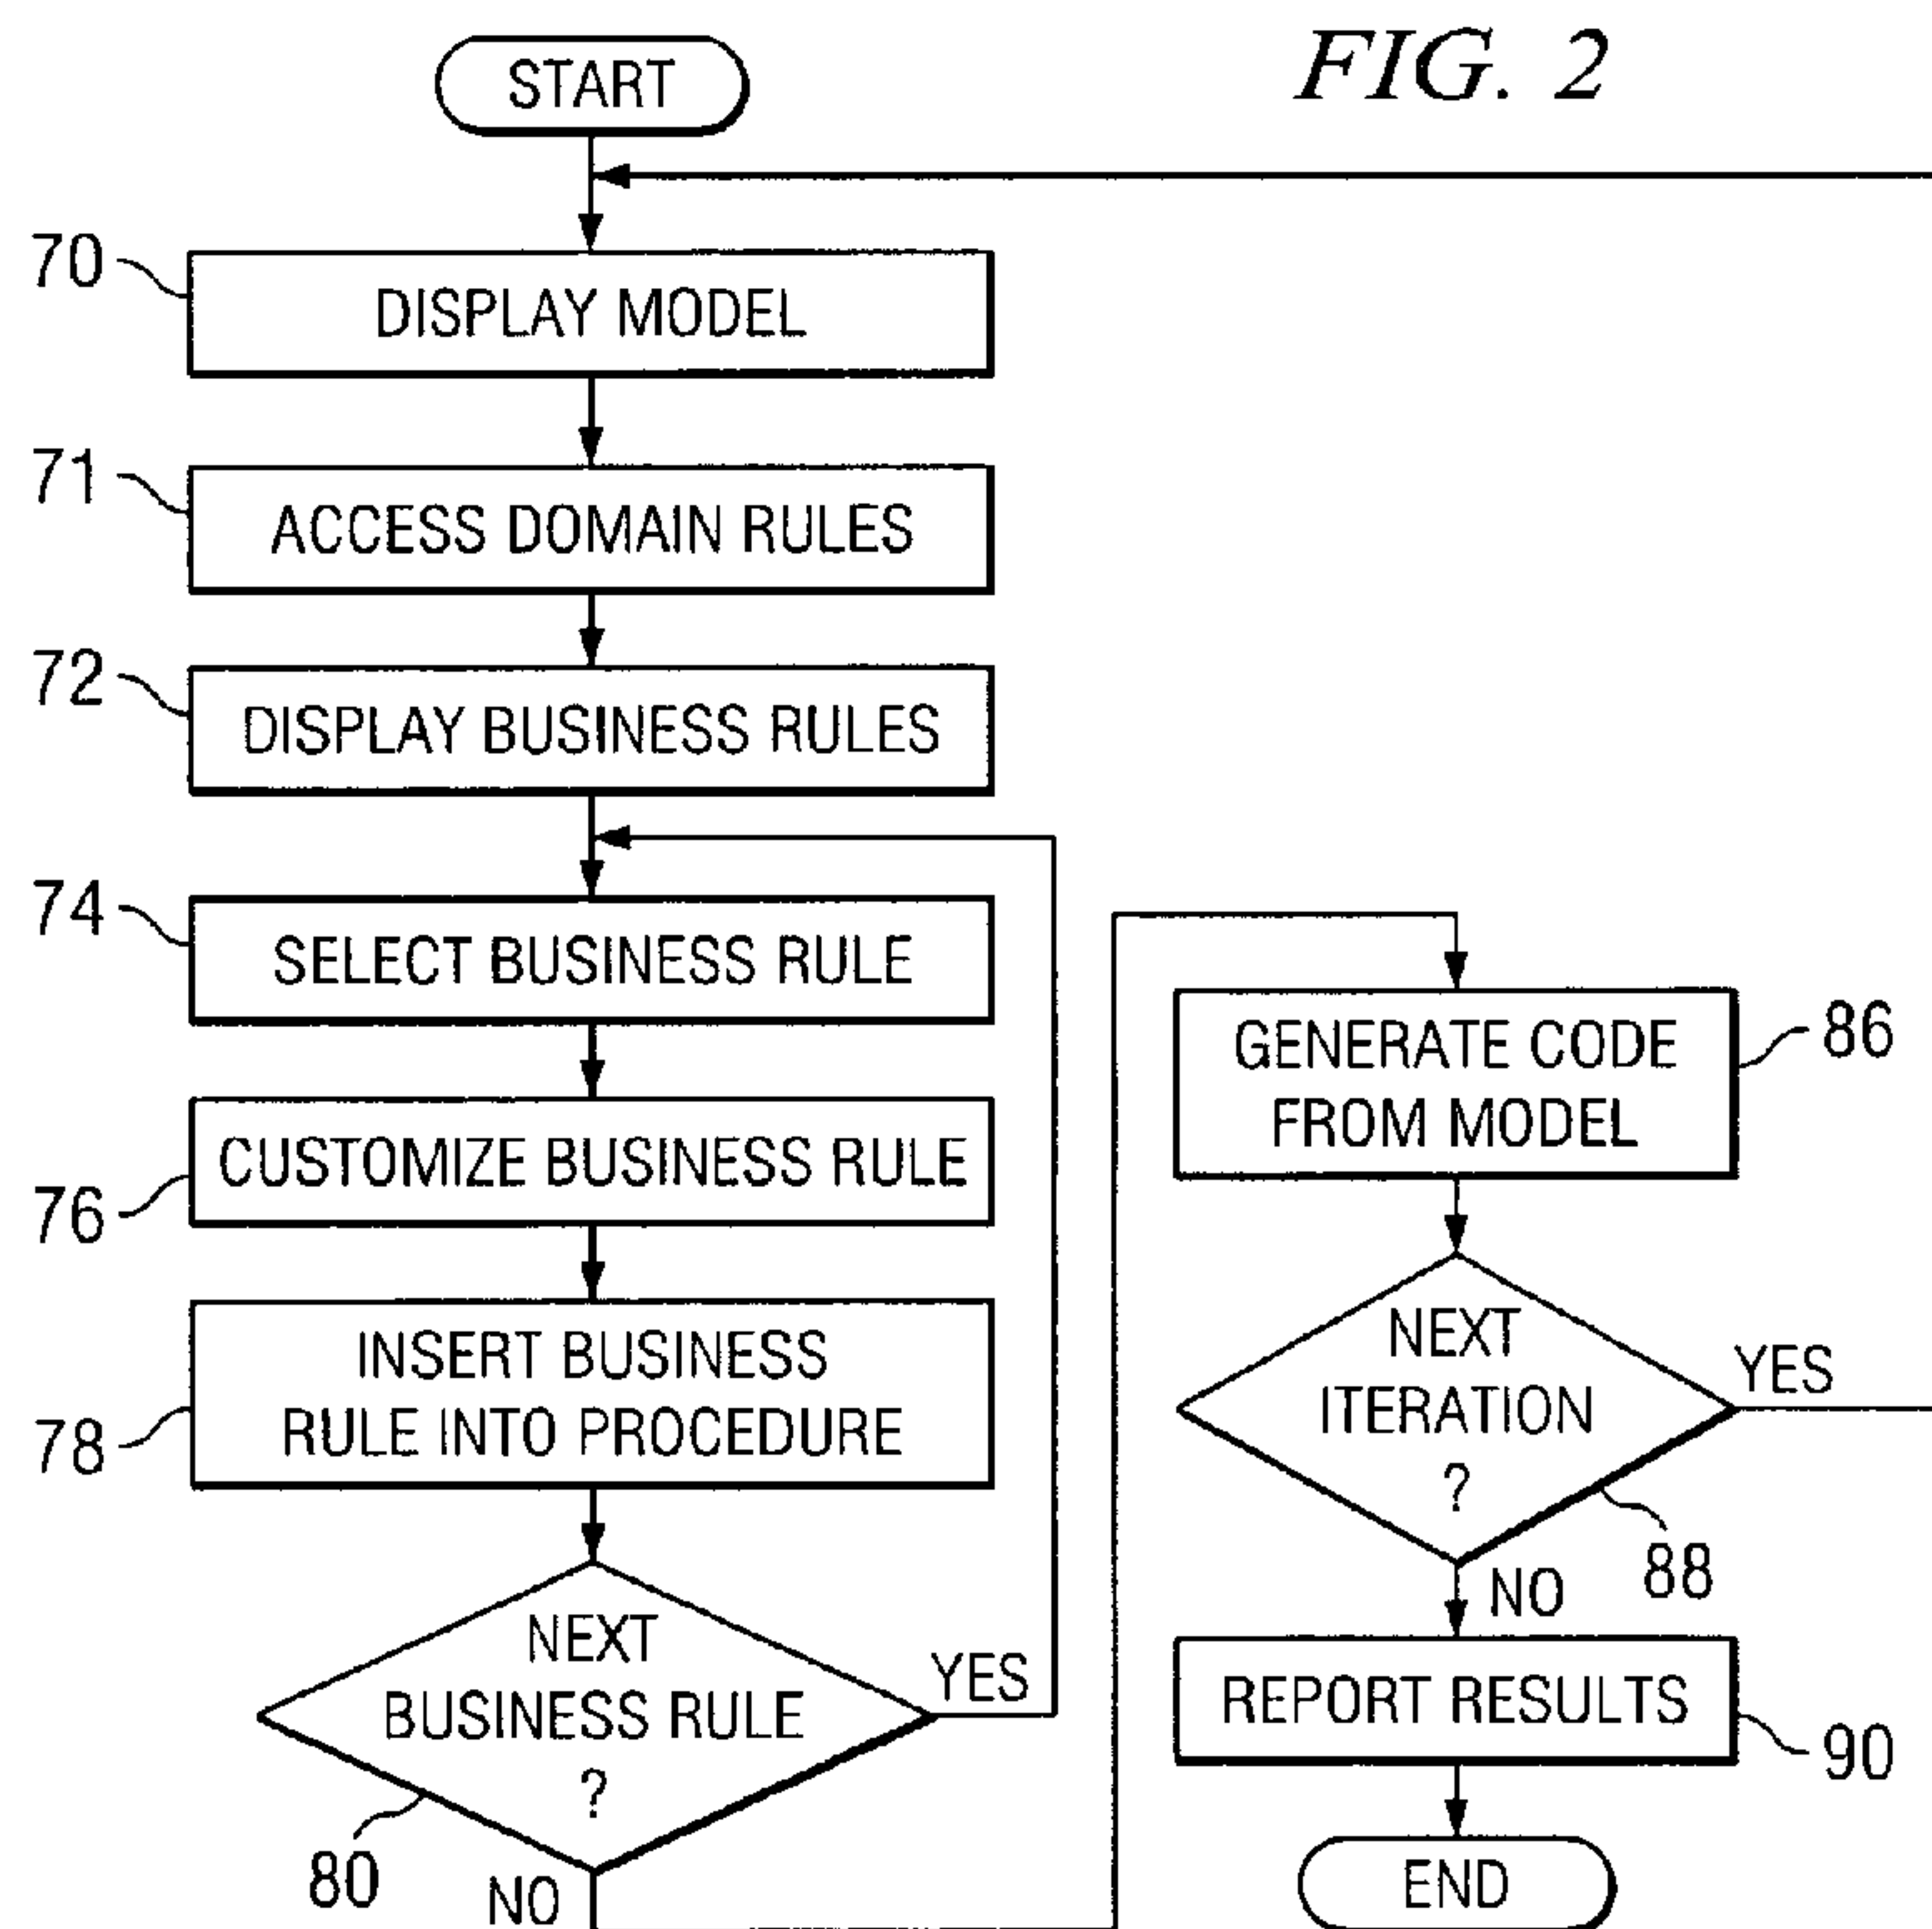 FIG. 2
START
70
DISPLAY MODEL
71
ACCESS DOMAIN RULES
72
DISPLAY BUSINESS RULES
74
SELECT BUSINESS RULE
76
CUSTOMIZE BUSINESS RULE
78
INSERT BUSINESS
RULE INTO PROCEDURE
NEXT
BUSINESS RULE
?
YES
80
NO
GENERATE CODE
FROM MODEL
86
NEXT
ITERATION
?
YES
88
NO
REPORT RESULTS
90
END